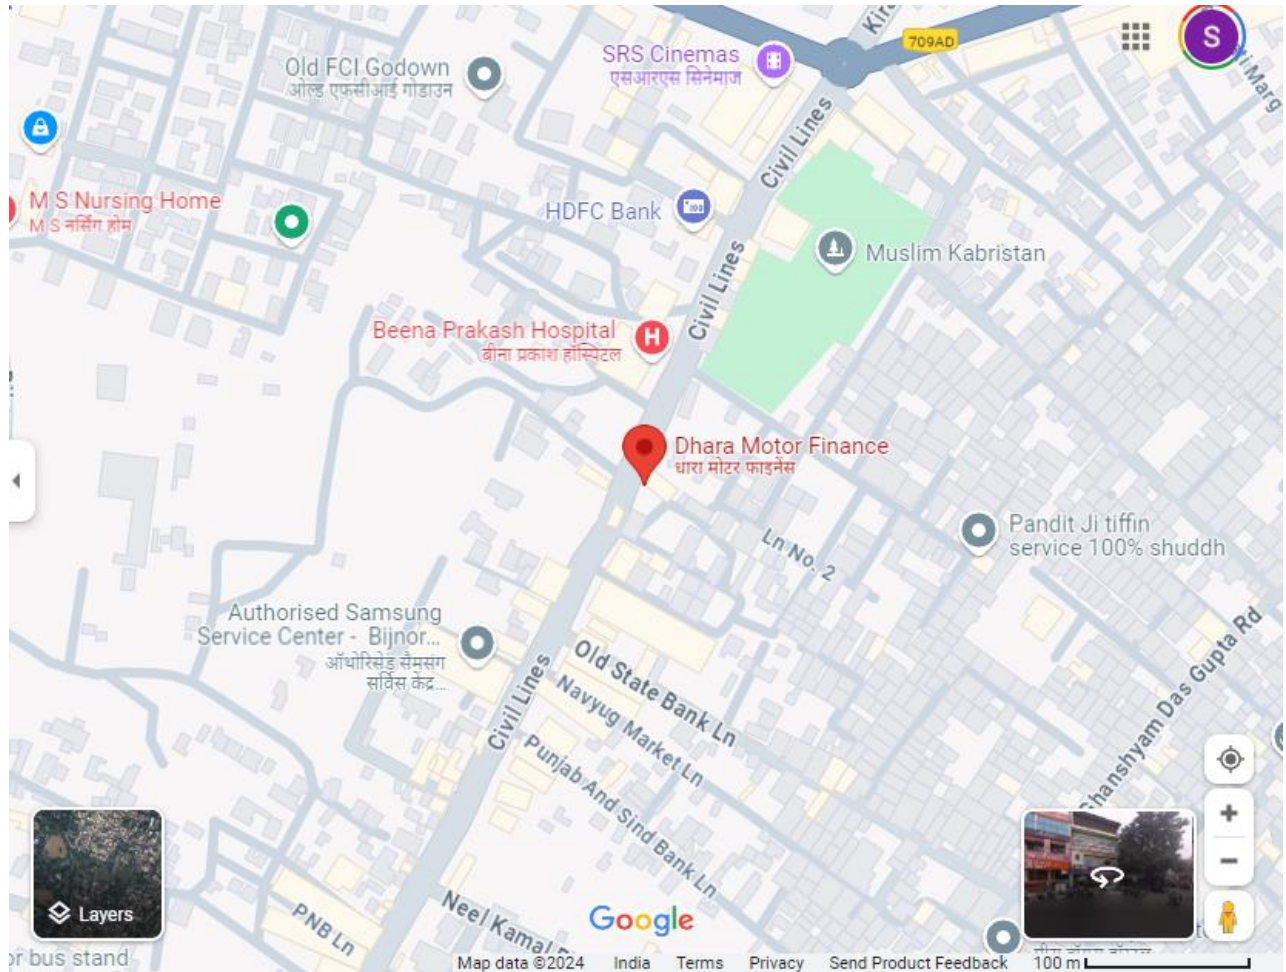 Kir
709AD
S
i Marg
SRS Cinemas
एसआरएस सिनेमाज
Old FCI Godown
ओल्ड एफसीआई गोडाउन
Civil Lines
M S Nursing Home
M S नर्सिंग होम
HDFC Bank
Muslim Kabristan
Civil Lines
Beena Prakash Hospital
बीना प्रकाश हॉस्पिटल
H
Dhara Motor Finance
धारा मोटर फाइनेंस
Pandit Ji tiffin
service 100% shuddh
Ln No. 2
Authorised Samsung
Service Center - Bijnor...
ऑथोरिसेड सैमसंग
सर्विस केंद्र...
Ghanshyam Das Gupta Rd
Old State Bank Ln
Civil Lines
Navyug Market Ln
Punjab And Sind Bank Ln
Layers
PNB Ln
Neel Kamal
Google
or bus stand
Map data ©2024 India Terms Privacy Send Product Feedback 100 m